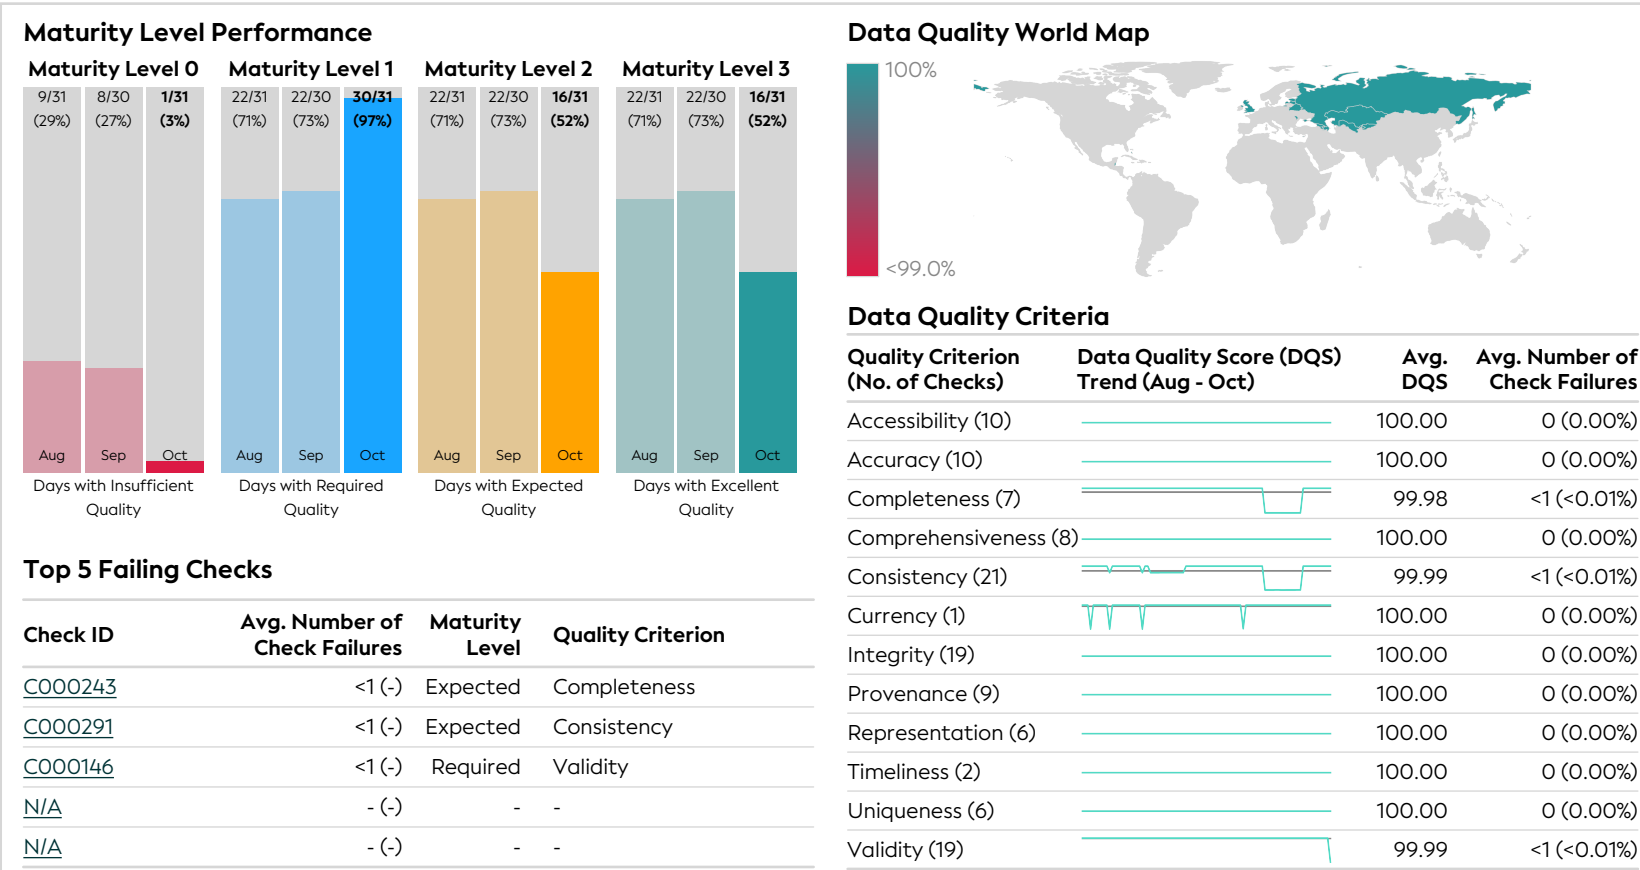 Maturity Level Performance
Maturity Level 0 Maturity Level 1 Maturity Level 2 Maturity Level 3
9/31 8/30 1/31 22/31 22/30 30/31 22/31 22/30 16/31 22/31 22/30 16/31
(29%) (27%) (3%) (71%) (73%) (97%) (71%) (73%) (52%) (71%) (73%) (52%)
Aug Sep Oct Aug Sep Oct Aug Sep Oct Aug Sep Oct
Days with Insufficient Days with Required Days with Expected Days with Excellent
Quality Quality Quality Quality
Top 5 Failing Checks
Check ID Avg. Number of Check Failures Maturity Level Quality Criterion
C000243 <1 (-) Expected Completeness
C000291 <1 (-) Expected Consistency
C000146 <1 (-) Required Validity
N/A - (-) - -
N/A - (-) - -
Data Quality World Map
100%
<99.0%
Data Quality Criteria
Quality Criterion Data Quality Score (DQS) Avg. Avg. Number of
(No. of Checks) Trend (Aug - Oct) DQS Check Failures
Accessibility (10) 100.00 0 (0.00%)
Accuracy (10) 100.00 0 (0.00%)
Completeness (7) 99.98 <1 (<0.01%)
Comprehensiveness (8) 100.00 0 (0.00%)
Consistency (21) 99.99 <1 (<0.01%)
Currency (1) 100.00 0 (0.00%)
Integrity (19) 100.00 0 (0.00%)
Provenance (9) 100.00 0 (0.00%)
Representation (6) 100.00 0 (0.00%)
Timeliness (2) 100.00 0 (0.00%)
Uniqueness (6) 100.00 0 (0.00%)
Validity (19) 99.99 <1 (<0.01%)